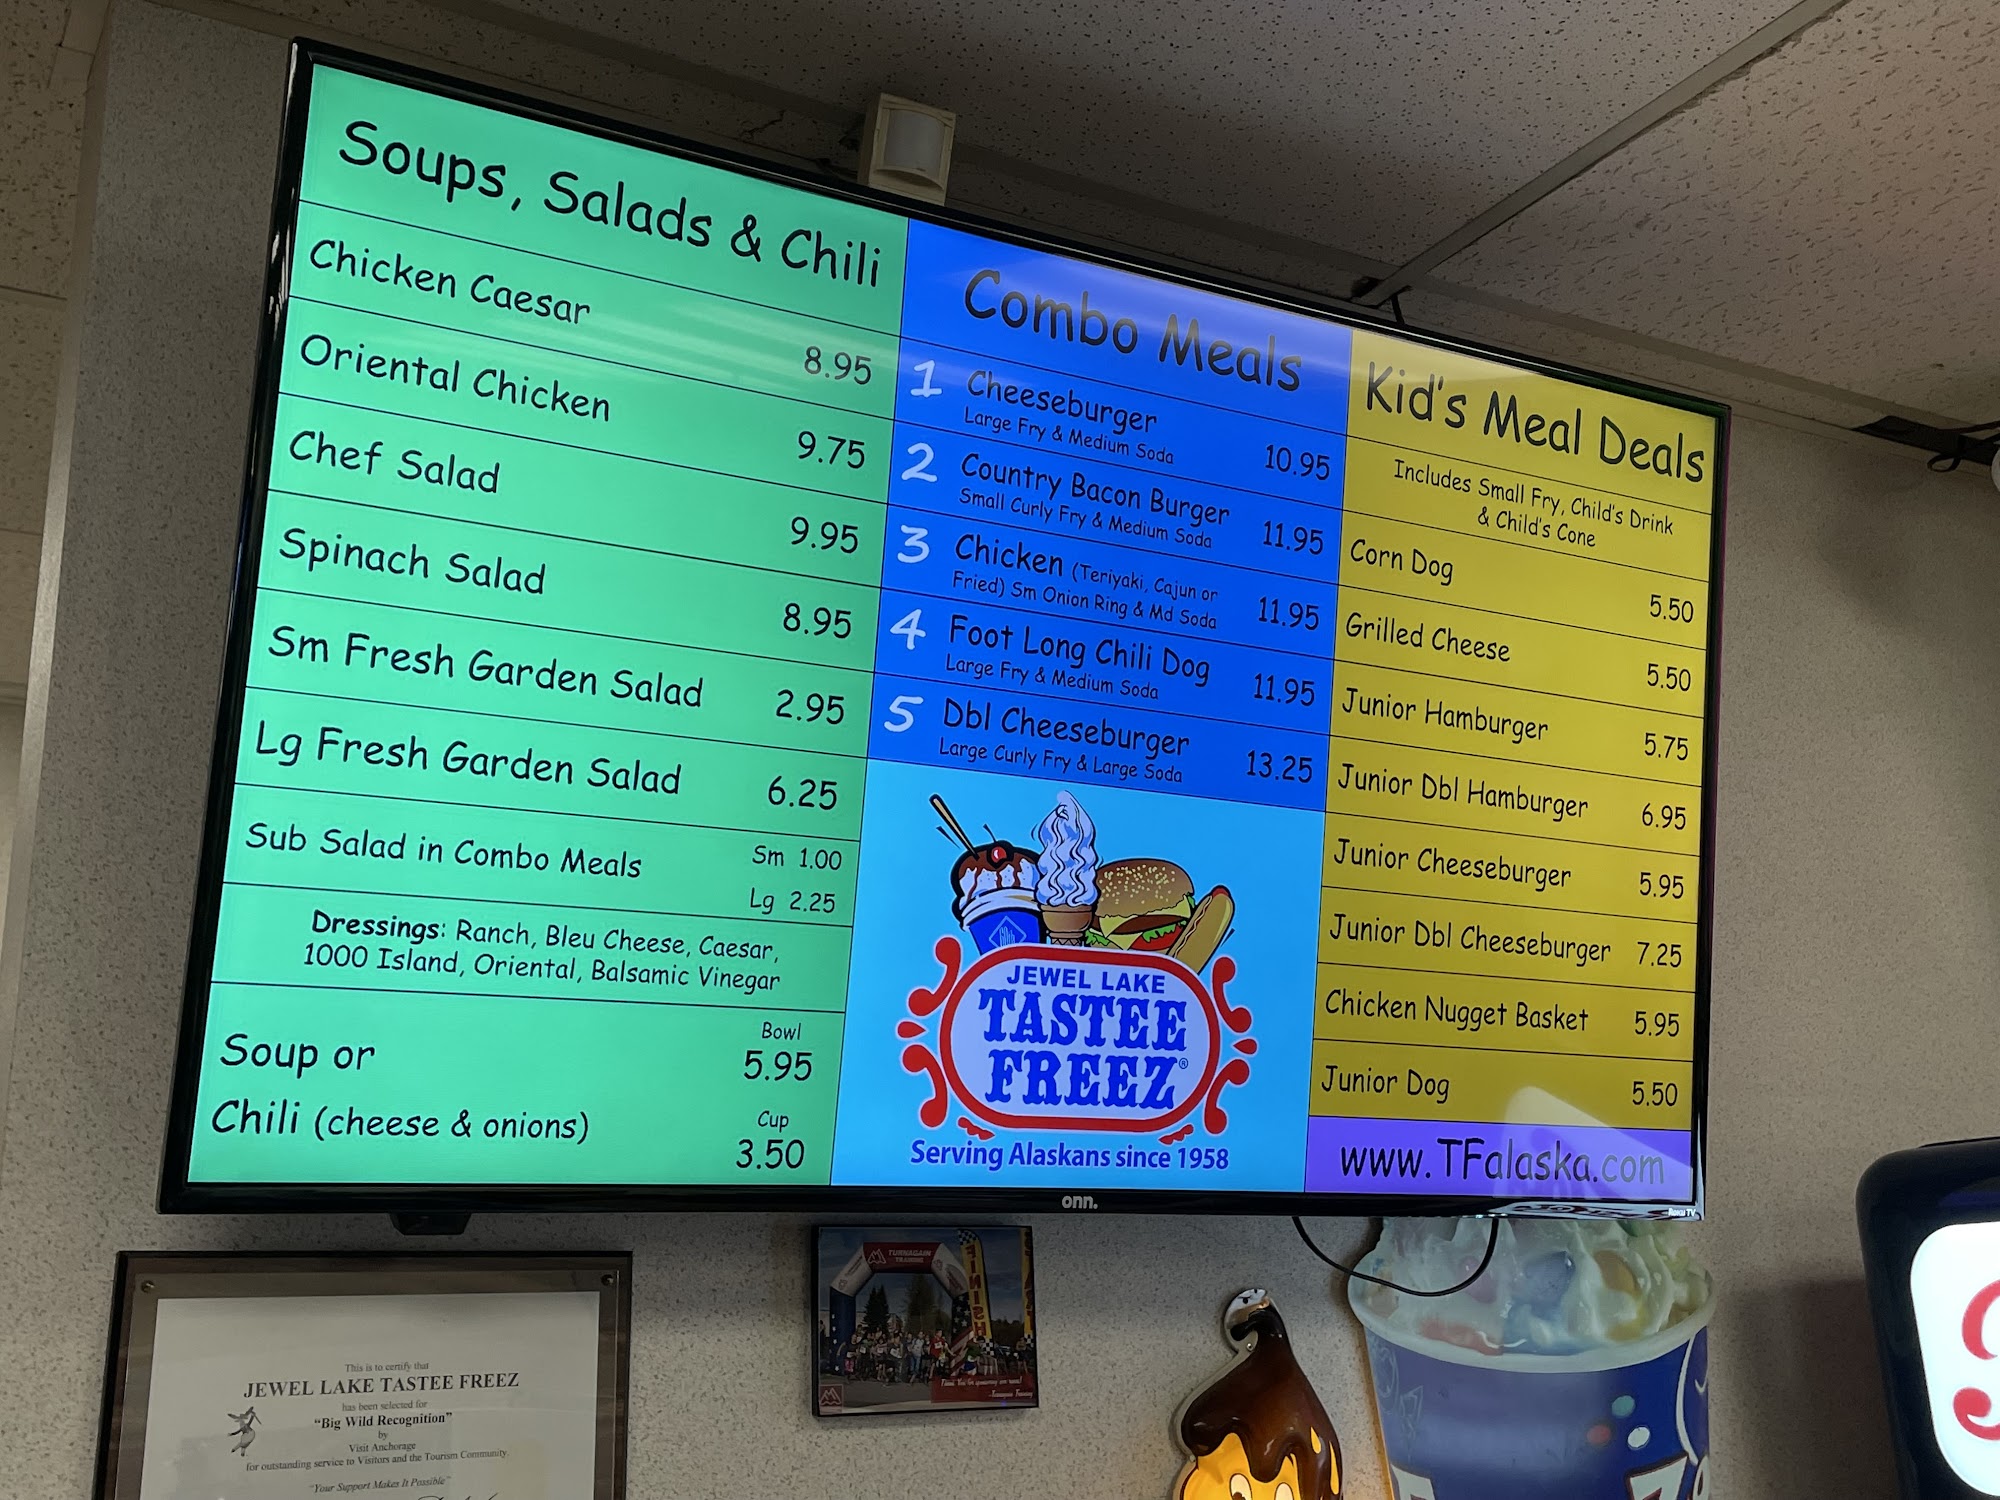 Soups, Salads & Chili
Chicken Caesar 8.95
Oriental Chicken 9.75
Chef Salad 9.95
Spinach Salad 8.95
Sm Fresh Garden Salad 2.95
Lg Fresh Garden Salad 6.25
Sub Salad in Combo Meals Sm 1.00
Lg 2.25
Dressings: Ranch, Bleu Cheese, Caesar,
1000 Island, Oriental, Balsamic Vinegar
Bowl
Soup or 5.95
Cup
Chili (cheese & onions) 3.50
Combo Meals
1 Cheeseburger
Large Fry & Medium Soda 10.95
2 Country Bacon Burger
Small Curly Fry & Medium Soda 11.95
3 Chicken (Teriyaki, Cajun or
Fried) Sm Onion Ring & Md Soda 11.95
4 Foot Long Chili Dog
Large Fry & Medium Soda 11.95
5 Dbl Cheeseburger
Large Curly Fry & Large Soda 13.25
JEWEL LAKE
TASTEE
FREEZ®
Serving Alaskans since 1958
Kid's Meal Deals
Includes Small Fry, Child's Drink
& Child's Cone
Corn Dog 5.50
Grilled Cheese 5.50
Junior Hamburger 5.75
Junior Dbl Hamburger 6.95
Junior Cheeseburger 5.95
Junior Dbl Cheeseburger 7.25
Chicken Nugget Basket 5.95
Junior Dog 5.50
www.TFalaska.com
onn.
Roku TV
This is to certify that
JEWEL LAKE TASTEE FREEZ
has been selected for
"Big Wild Recognition"
by
Visit Anchorage
for outstanding service to Visitors and the Tourism Community.
"Your Support Makes It Possible"
TURNAGAIN
TRAINING
FINISH